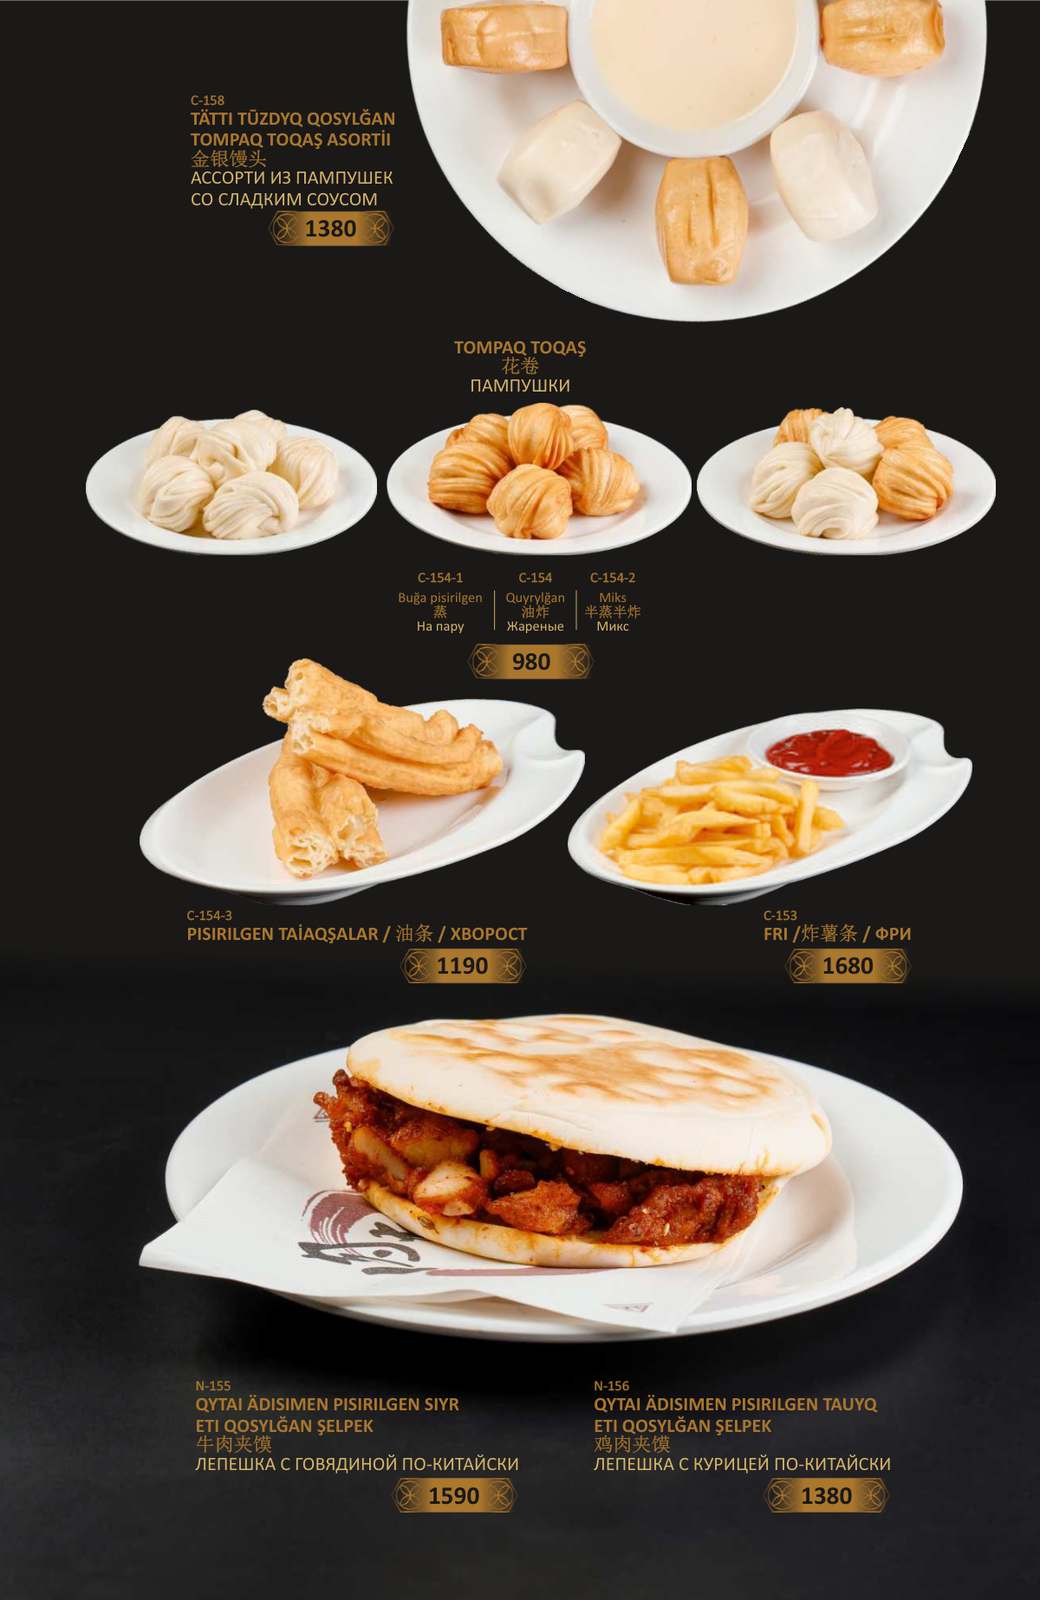 C-158
TÄTTI TŪZDYQ QOSYLĞAN
TOMPAQ TOQAŞ ASORTİI
金银馒头
АССОРТИ ИЗ ПАМПУШЕК
СО СЛАДКИМ СОУСОМ
1380
TOMPAQ TOQAŞ
花卷
ПАМПУШКИ
C-154-1 C-154 C-154-2
Buğa pisirilgen Quyrylğan Miks
蒸 油炸 半蒸半炸
На пару Жареные Микс
980
C-154-3
PISIRILGEN TAİAQŞALAR / 油条 / ХВОРОСТ
1190
C-153
FRI /炸薯条 / ФРИ
1680
N-155
QYTAI ÄDISIMEN PISIRILGEN SIYR
ETI QOSYLĞAN ŞELPEK
牛肉夹馍
ЛЕПЕШКА С ГОВЯДИНОЙ ПО-КИТАЙСКИ
1590
N-156
QYTAI ÄDISIMEN PISIRILGEN TAUYQ
ETI QOSYLĞAN ŞELPEK
鸡肉夹馍
ЛЕПЕШКА С КУРИЦЕЙ ПО-КИТАЙСКИ
1380